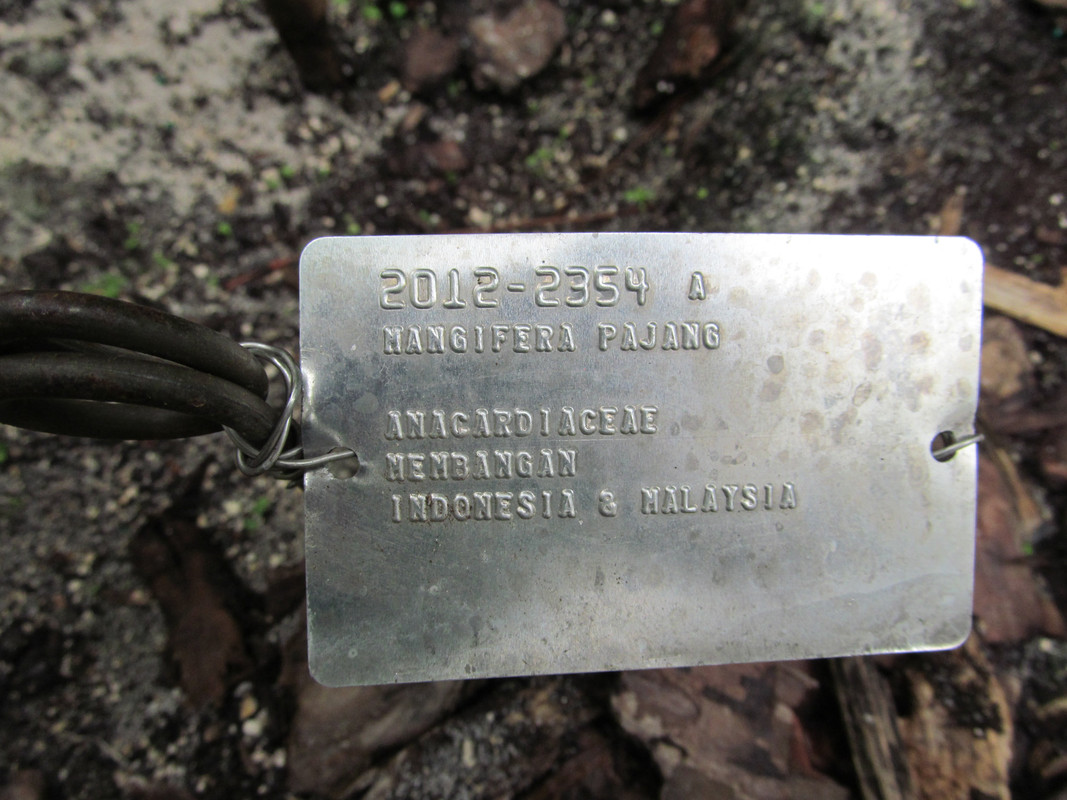 2012-2354 A
MANGIFERA PAJANG
ANACARDIACEAE
MEMBANGAN
INDONESIA & MALAYSIA